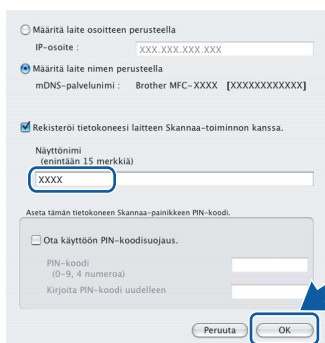 Määritä laite osoitteen perusteella
IP-osoite : XXX.XXX.XXX.XXX
Määritä laite nimen perusteella
mDNS-palvelunimi : Brother MFC-XXXX [XXXXXXXXXXXX]
Rekisteröi tietokoneesi laitteen Skannaa-toiminnon kanssa.
Näyttönimi
(enintään 15 merkkiä)
XXXX
Aseta tämän tietokoneen Skannaa-painikkeen PIN-koodi.
Ota käyttöön PIN-koodisuojaus.
PIN-koodi
(0-9, 4 numeroa)
Kirjoita PIN-koodi uudelleen
Peruuta OK